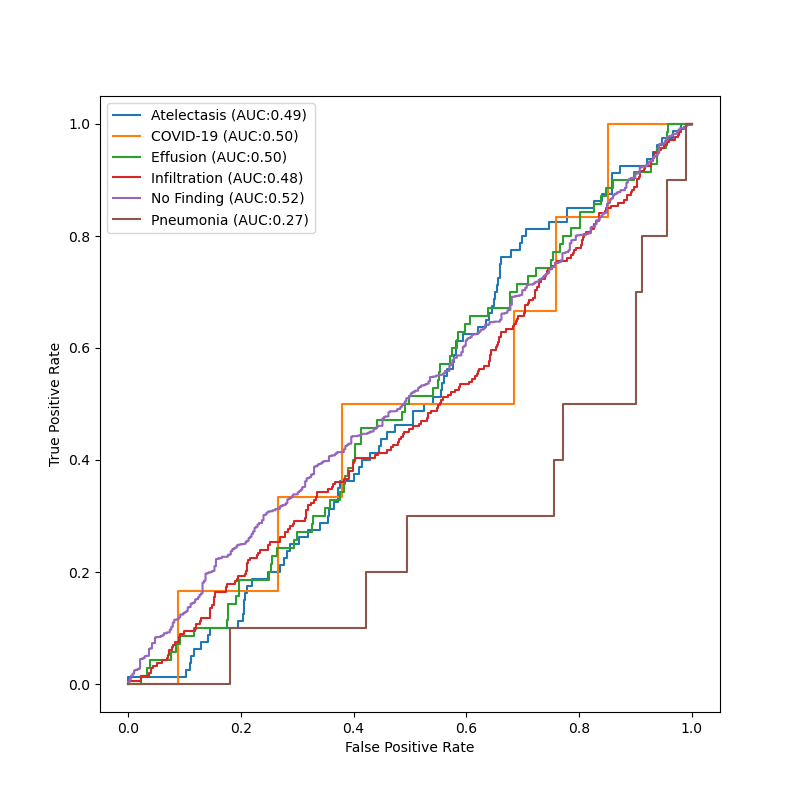 Atelectasis (AUC:0.49)
COVID-19 (AUC:0.50)
Effusion (AUC:0.50)
Infiltration (AUC:0.48)
No Finding (AUC:0.52)
Pneumonia (AUC:0.27)
1.0
0.8
0.6
0.4
0.2
0.0
True Positive Rate
0.0 0.2 0.4 0.6 0.8 1.0
False Positive Rate